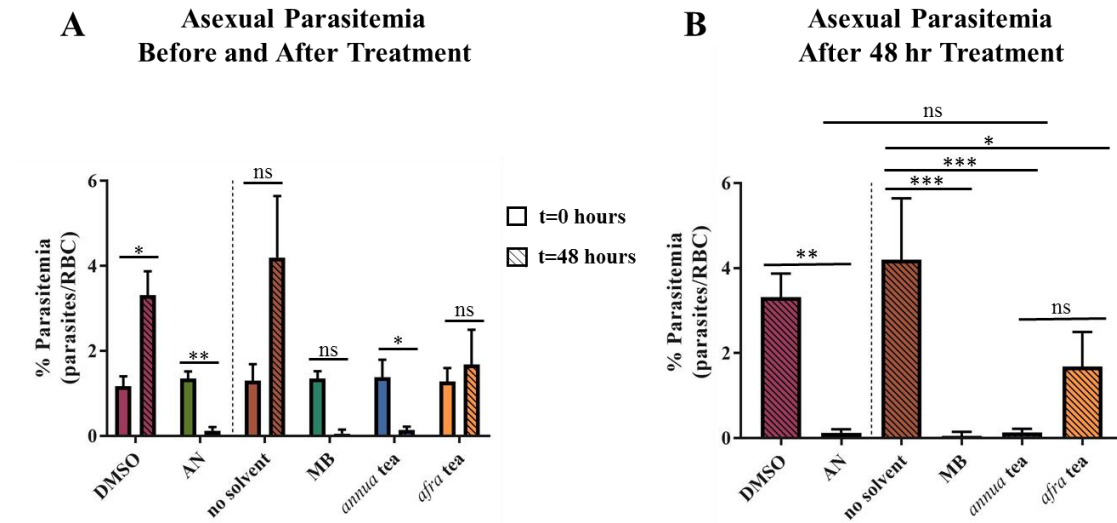 A
Asexual Parasitemia
Before and After Treatment
% Parasitemia
(parasites/RBC)
6
4
2
0
*
**
ns
ns
*
ns
DMSO
AN
no solvent
MB
annua tea
afra tea
t=0 hours
t=48 hours
B
Asexual Parasitemia
After 48 hr Treatment
% Parasitemia
(parasites/RBC)
6
4
2
0
ns
*
***
***
**
ns
DMSO
AN
no solvent
MB
annua tea
afra tea